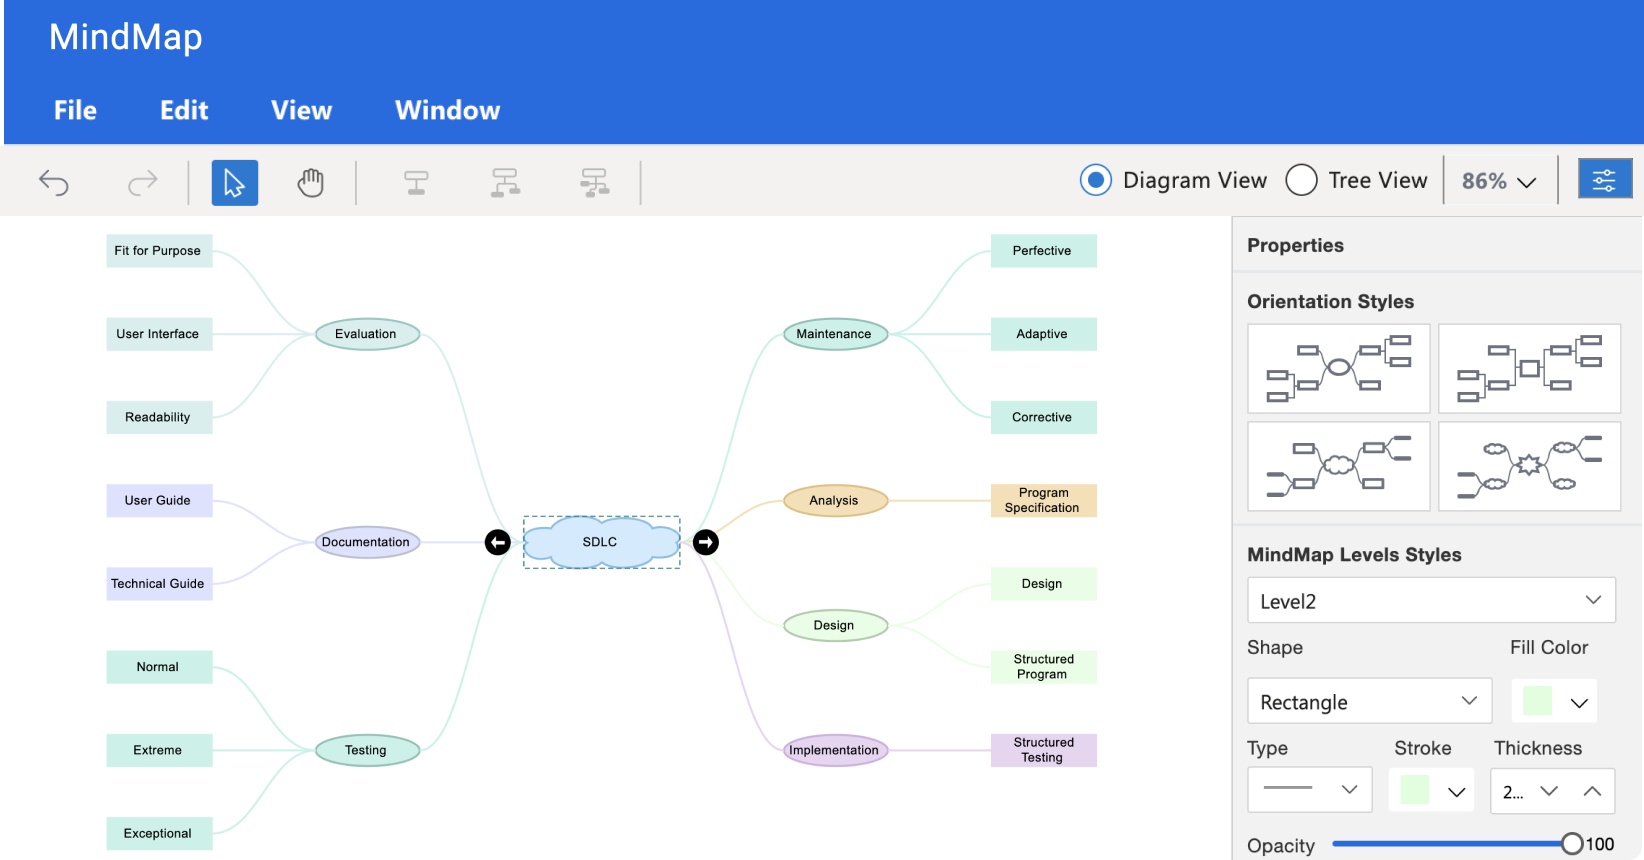 MindMap
File Edit View Window
Diagram View Tree View 86%
Fit for Purpose
User Interface
Readability
Evaluation
User Guide
Technical Guide
Documentation
Normal
Extreme
Exceptional
Testing
SDLC
Maintenance
Perfective
Adaptive
Corrective
Analysis
Program
Specification
Design
Design
Structured
Program
Implementation
Structured
Testing
Properties
Orientation Styles
MindMap Levels Styles
Level2
Shape Fill Color
Rectangle
Type Stroke Thickness
2...
Opacity 100